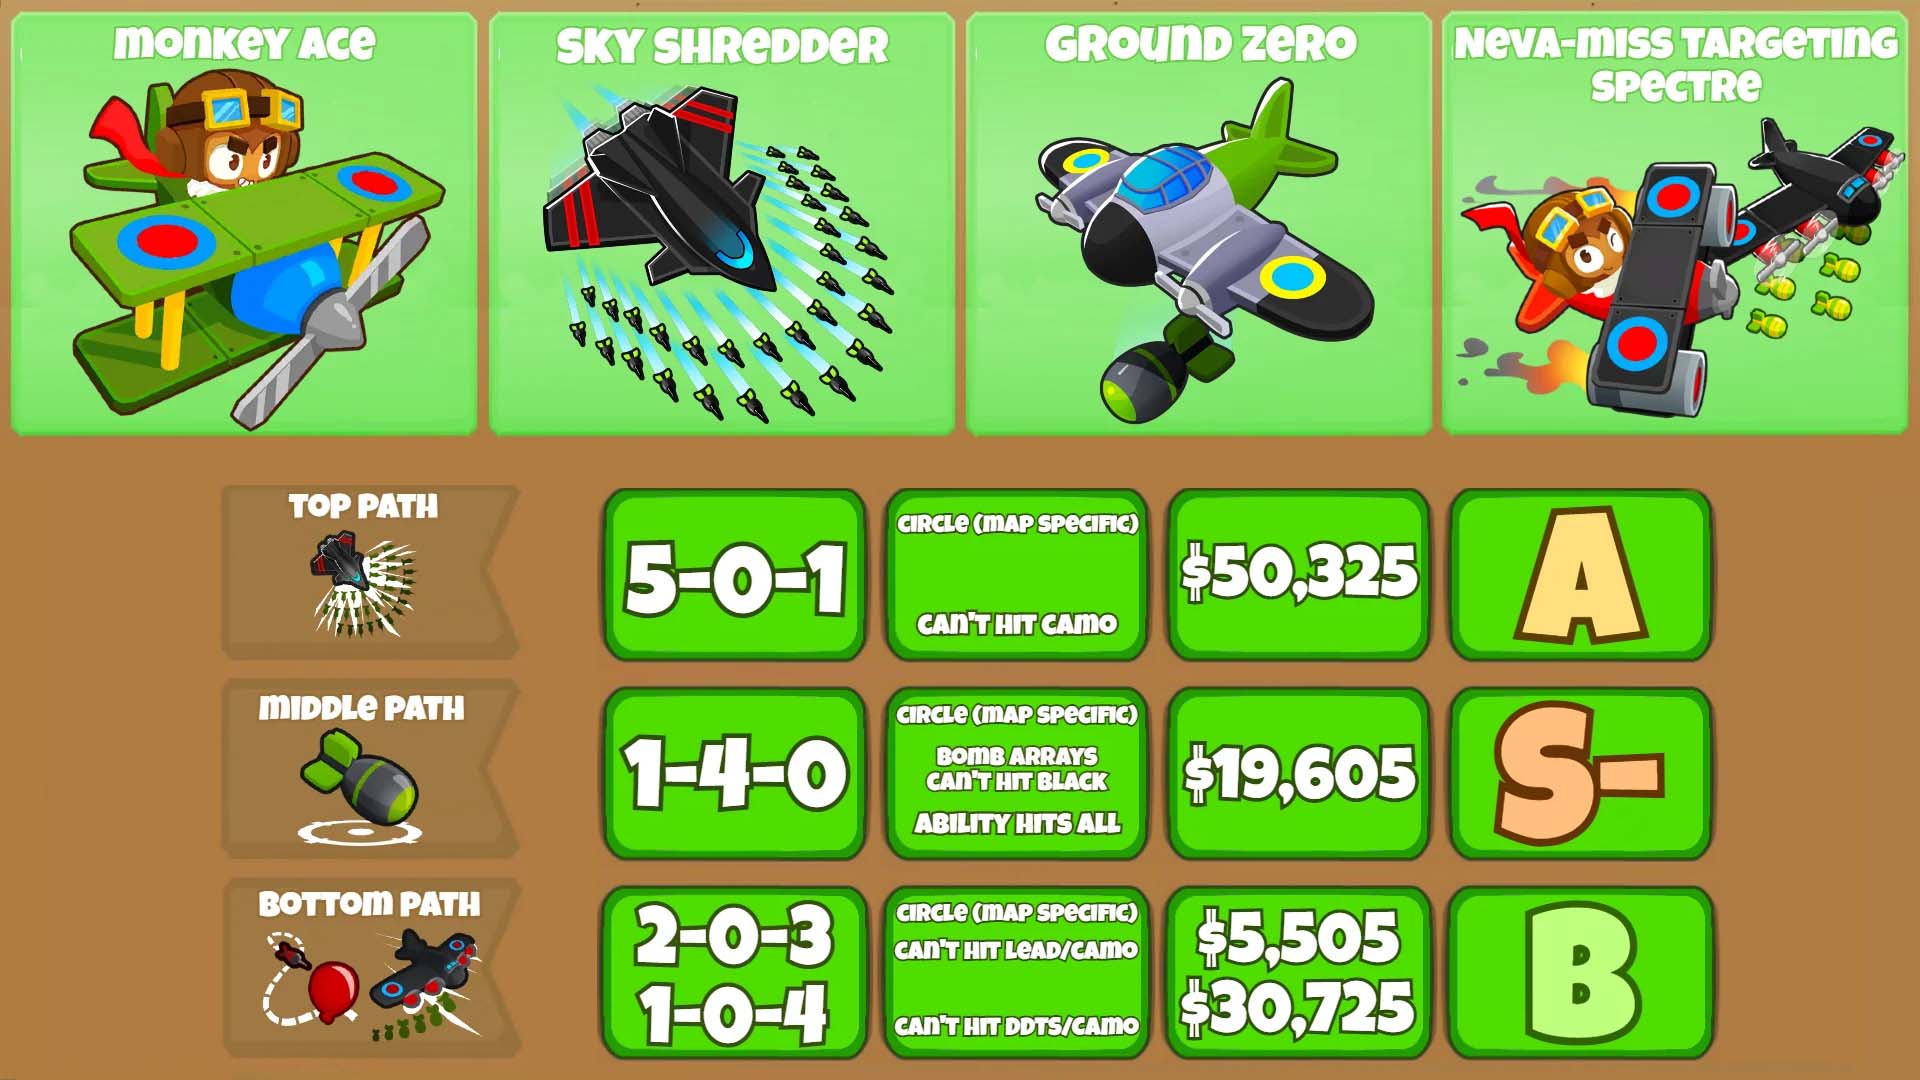 MONKEY ACE
SKY SHREDDER
GROUND ZERO
NEVA-MISS TARGETING
SPECTRE
TOP PATH
5-0-1
CIRCLE (MAP SPECIFIC)
CAN'T HIT CAMO
$50,325
A
MIDDLE PATH
1-4-0
CIRCLE (MAP SPECIFIC)
BOMB ARRAYS
CAN'T HIT BLACK
ABILITY HITS ALL
$19,605
S-
BOTTOM PATH
2-0-3
1-0-4
CIRCLE (MAP SPECIFIC)
CAN'T HIT LEAD/CAMO
CAN'T HIT DDTS/CAMO
$5,505
$30,725
B